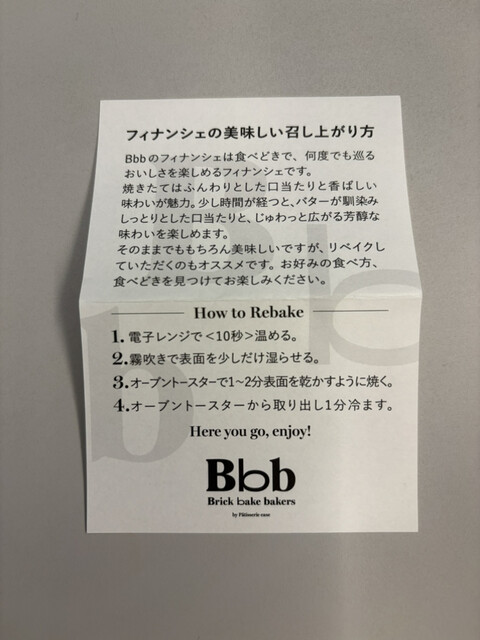 フィナンシェの美味しい召し上がり方
Bbbのフィナンシェは食べどきで、何度でも巡る
おいしさを楽しめるフィナンシェです。
焼きたてはふんわりとした口当たりと香ばしい
味わいが魅力。少し時間が経つと、バターが馴染み
しっとりとした口当たりと、じゅわっと広がる芳醇な
味わいを楽しめます。
そのままでももちろん美味しいですが、リベイクし
ていただくのもオススメです。お好みの食べ方、
食べどきを見つけてお楽しみください。
How to Rebake
1.電子レンジで<10秒>温める。
2.霧吹きで表面を少しだけ湿らせる。
3.オーブントースターで1~2分表面を乾かすように焼く。
4.オーブントースターから取り出し1分冷ます。
Here you go, enjoy!
Bbb
Brick bake bakers
by Pâtisserie ease